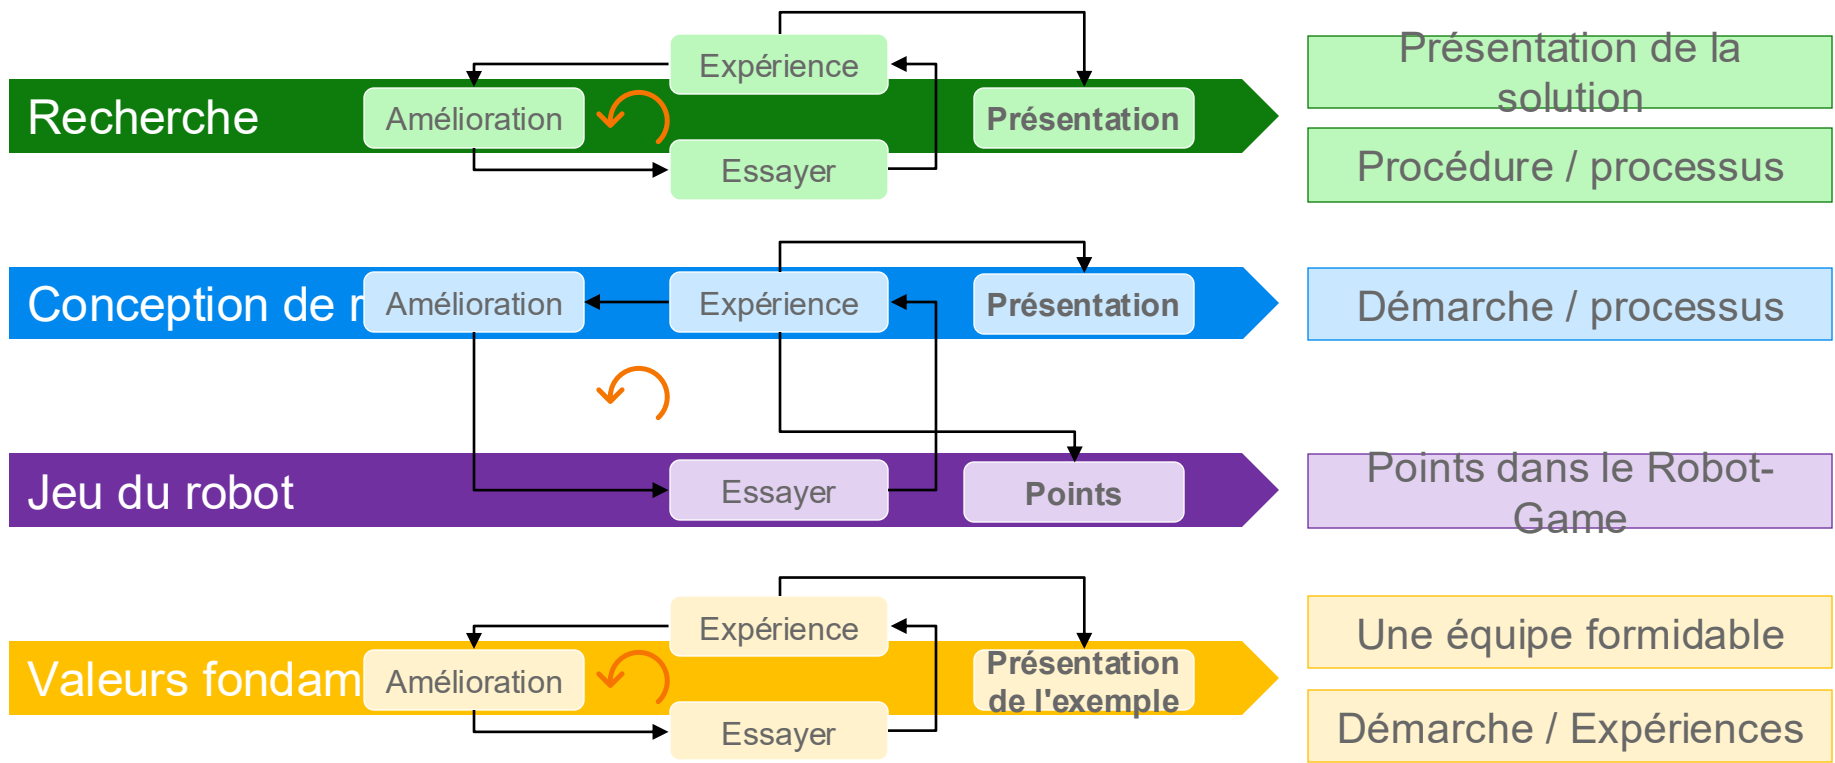 Expérience
Présentation de la
solution
Recherche
Amélioration
Présentation
Essayer
Procédure / processus
Conception de r
Amélioration
Expérience
Présentation
Démarche / processus
Jeu du robot
Essayer
Points
Points dans le Robot-
Game
Expérience
Une équipe formidable
Valeurs fondam
Amélioration
Présentation
de l'exemple
Essayer
Démarche / Expériences